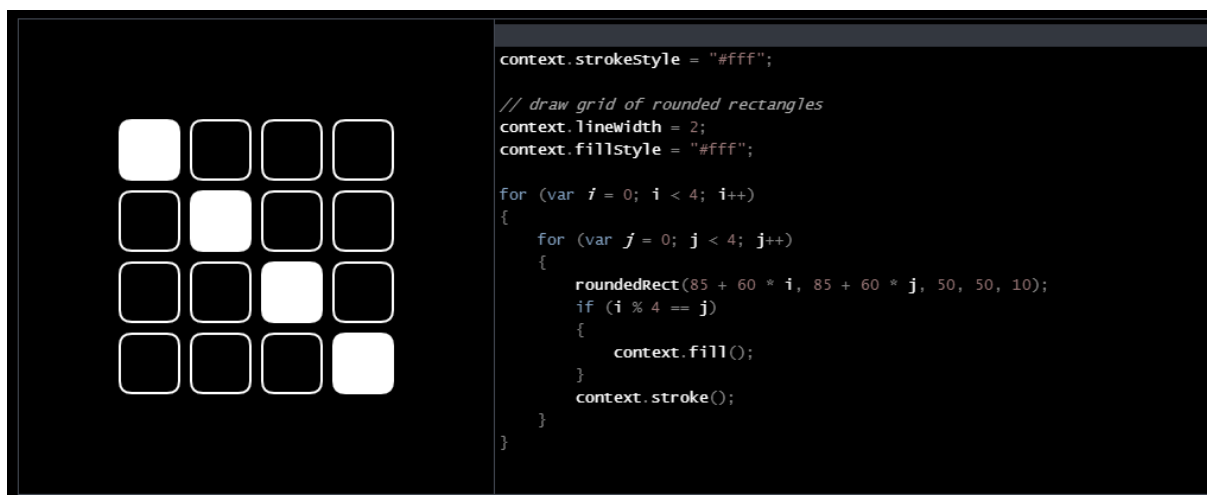 context.strokeStyle = "#fff";
// draw grid of rounded rectangles
context.lineWidth = 2;
context.fillStyle = "#fff";
for (var i = 0; i < 4; i++)
{
    for (var j = 0; j < 4; j++)
    {
        roundedRect(85 + 60 * i, 85 + 60 * j, 50, 50, 10);
        if (i % 4 == j)
        {
            context.fill();
        }
        context.stroke();
    }
}